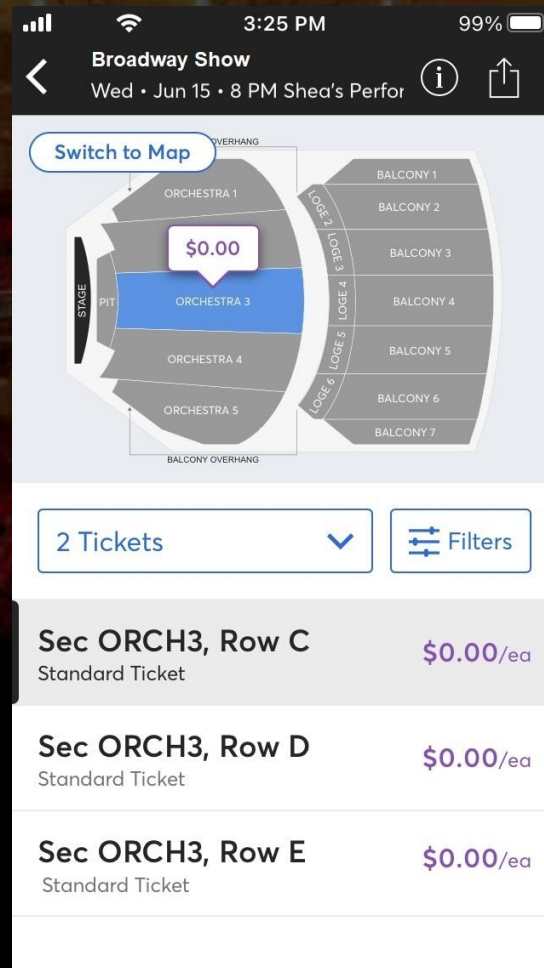 3:25 PM
99%
Broadway Show
Wed • Jun 15 • 8 PM Shea's Perfor
Switch to Map
OVERHANG
ORCHESTRA 1
$0.00
STAGE
PIT
ORCHESTRA 3
ORCHESTRA 4
ORCHESTRA 5
BALCONY OVERHANG
LOGE 2
LOGE 3
LOGE 4
LOGE 5
LOGE 6
BALCONY 1
BALCONY 2
BALCONY 3
BALCONY 4
BALCONY 5
BALCONY 6
BALCONY 7
2 Tickets
Filters
Sec ORCH3, Row C
$0.00/ea
Standard Ticket
Sec ORCH3, Row D
$0.00/ea
Standard Ticket
Sec ORCH3, Row E
$0.00/ea
Standard Ticket